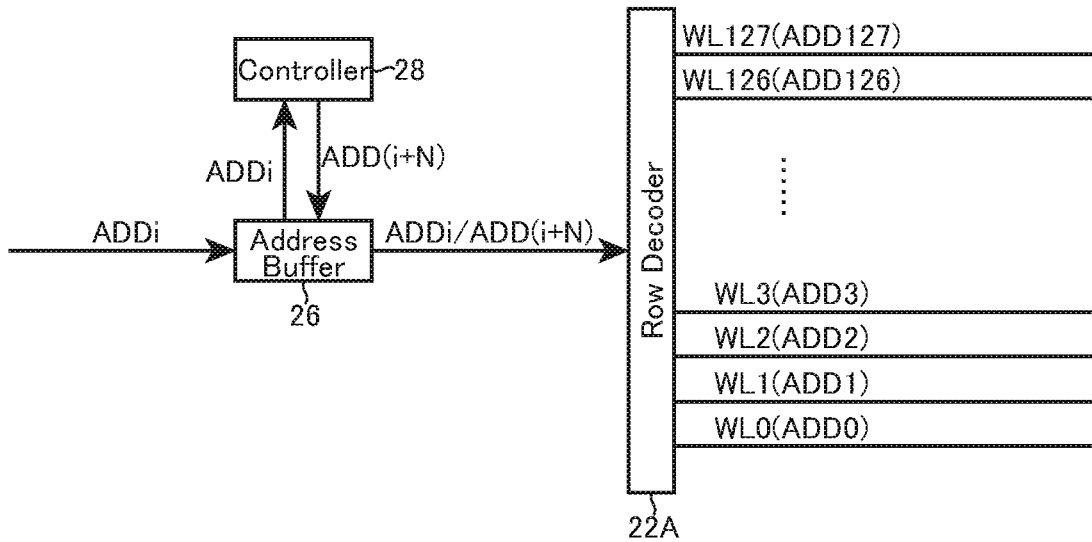 Controller
28
ADDi
ADD(i+N)
ADDi
Address
Buffer
26
ADDi/ADD(i+N)
Row Decoder
22A
WL127(ADD127)
WL126(ADD126)
......
WL3(ADD3)
WL2(ADD2)
WL1(ADD1)
WL0(ADD0)